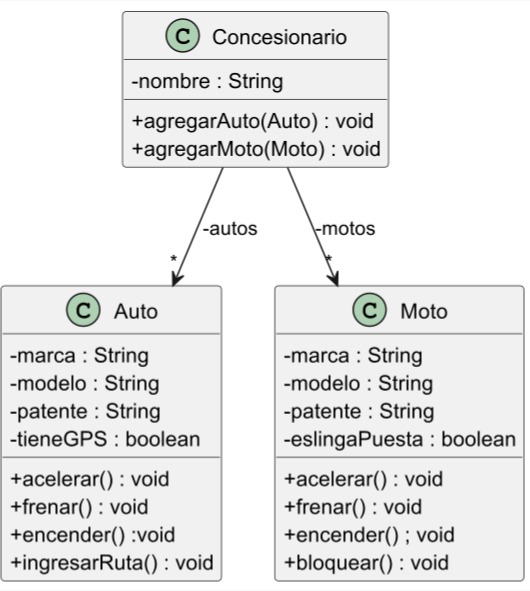 C Concesionario
-nombre : String
+agregarAuto(Auto) : void
+agregarMoto(Moto) : void
-autos
-motos
*
*
C Auto
-marca : String
-modelo : String
-patente : String
-tieneGPS : boolean
+acelerar() : void
+frenar() : void
+encender() :void
+ingresarRuta() : void
C Moto
-marca : String
-modelo : String
-patente : String
-eslingaPuesta : boolean
+acelerar() : void
+frenar() : void
+encender() ; void
+bloquear() : void